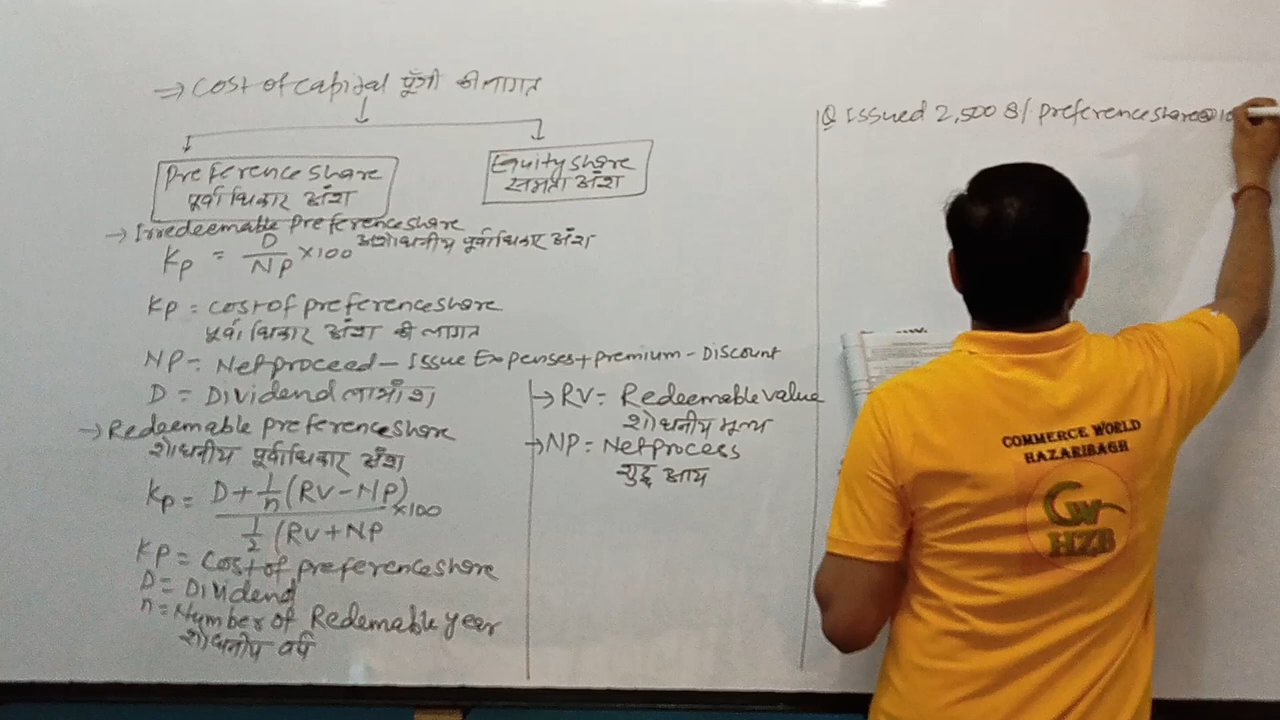 ⇒ Cost of capital पूँजी की लागत
Preference share
पूर्वाधिकार अंश
Equity share
समता अंश
→ Irredeemable Preference share
अशोधनीय पूर्वाधिकार अंश
Kp = D/NP ×100
Kp = cost of preference share
पूर्वाधिकार अंश की लागत
NP = Net proceed - Issue Expenses + premium - Discount
D = Dividend लाभांश
→ Redeemable preference share
शोधनीय पूर्वाधिकार अंश
Kp = D + 1/n (RV - NP) / 1/2 (RV + NP ×100
Kp = Cost of preference share
D = Dividend
n = Number of Redemable year
शोधनीय वर्ष
→ RV = Redeemable value
शोधनीय मूल्य
→ NP = Net process
शुद्ध आय
Q Issued 2,500 8% preference share @ 10
COMMERCE WORLD
HAZARIBAGH
CW
HZB